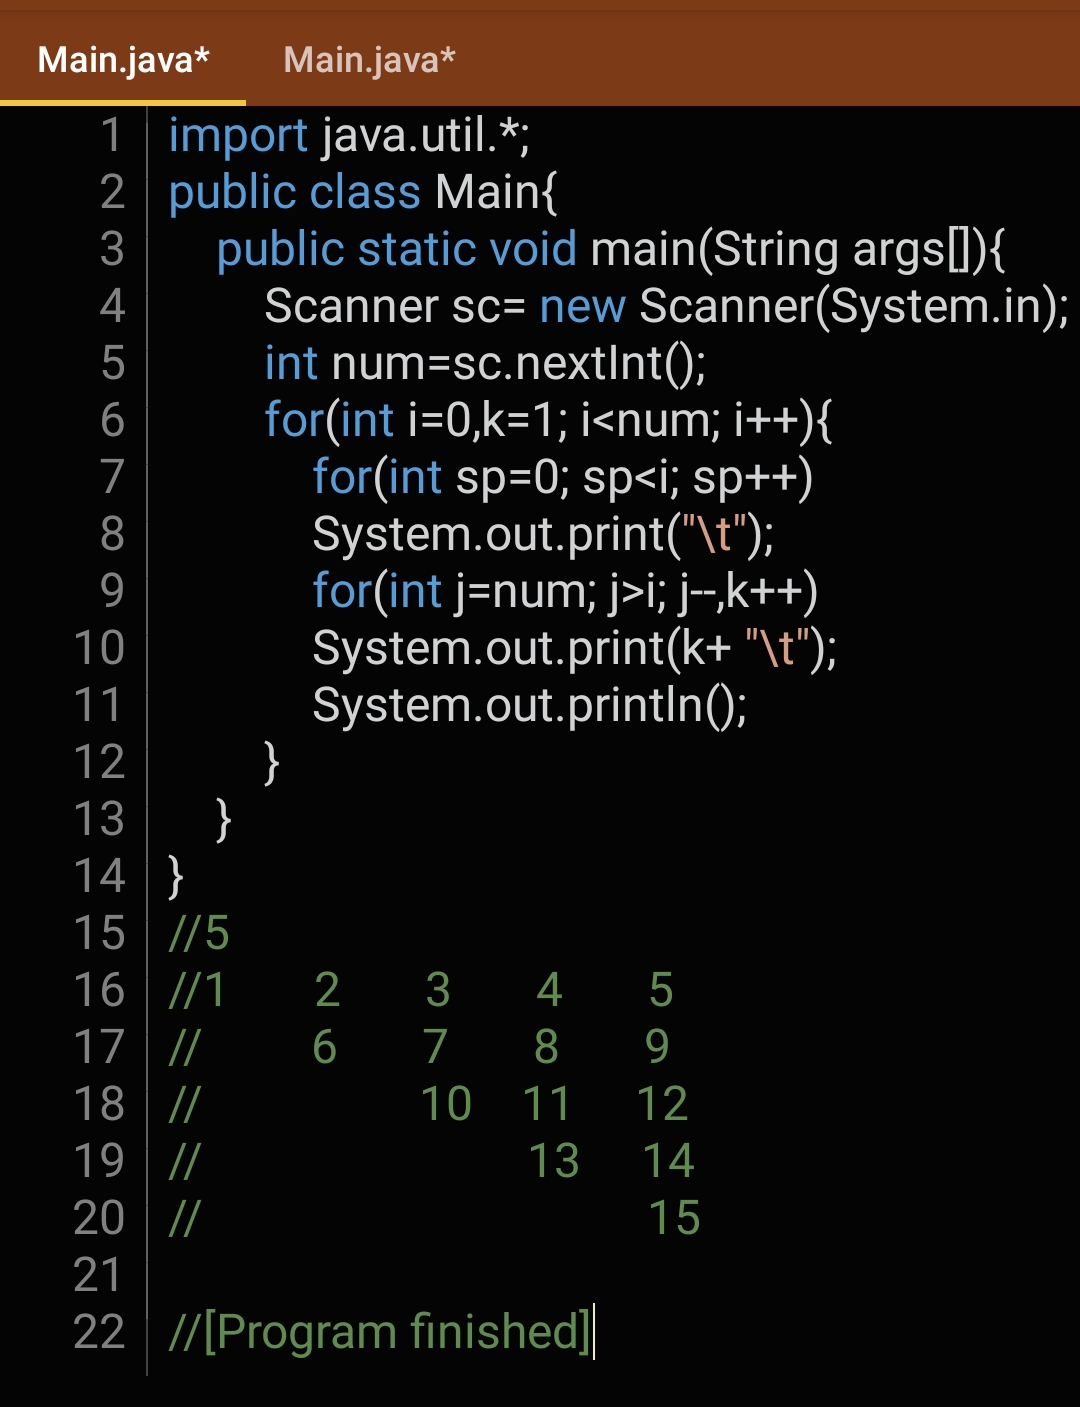 Main.java* Main.java*
1 import java.util.*;
2 public class Main{
3 public static void main(String args[]){
4 Scanner sc= new Scanner(System.in);
5 int num=sc.nextInt();
6 for(int i=0,k=1; i<num; i++){
7 for(int sp=0; sp<i; sp++)
8 System.out.print("\t");
9 for(int j=num; j>i; j--,k++)
10 System.out.print(k+ "\t");
11 System.out.println();
12 }
13 }
14 }
15 //5
16 //1 2 3 4 5
17 // 6 7 8 9
18 // 10 11 12
19 // 13 14
20 // 15
21
22 //[Program finished]